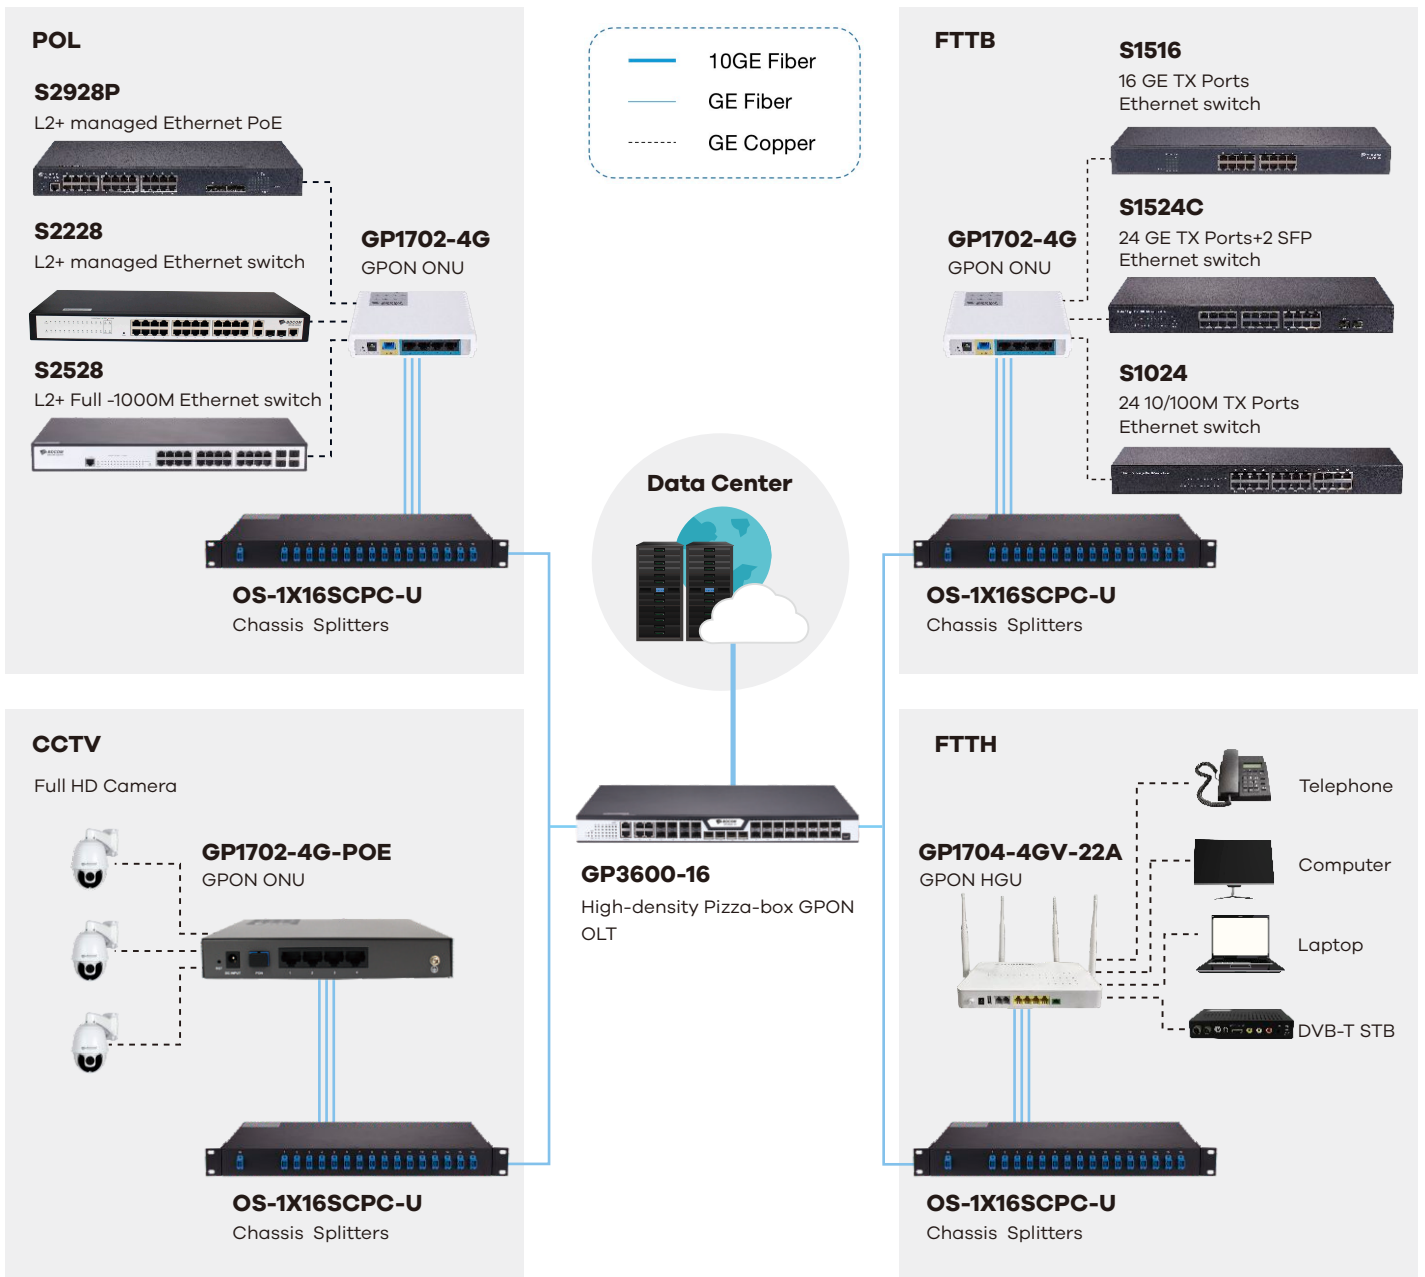 POL
S2928P
L2+ managed Ethernet PoE
S2228
L2+ managed Ethernet switch
GP1702-4G
GPON ONU
S2528
L2+ Full -1000M Ethernet switch
OS-1X16SCPC-U
Chassis Splitters
10GE Fiber
GE Fiber
GE Copper
FTTB
S1516
16 GE TX Ports
Ethernet switch
S1524C
24 GE TX Ports+2 SFP
Ethernet switch
GP1702-4G
GPON ONU
S1024
24 10/100M TX Ports
Ethernet switch
OS-1X16SCPC-U
Chassis Splitters
Data Center
GP3600-16
High-density Pizza-box GPON
OLT
CCTV
Full HD Camera
GP1702-4G-POE
GPON ONU
OS-1X16SCPC-U
Chassis Splitters
FTTH
Telephone
GP1704-4GV-22A
GPON HGU
Computer
Laptop
DVB-T STB
OS-1X16SCPC-U
Chassis Splitters